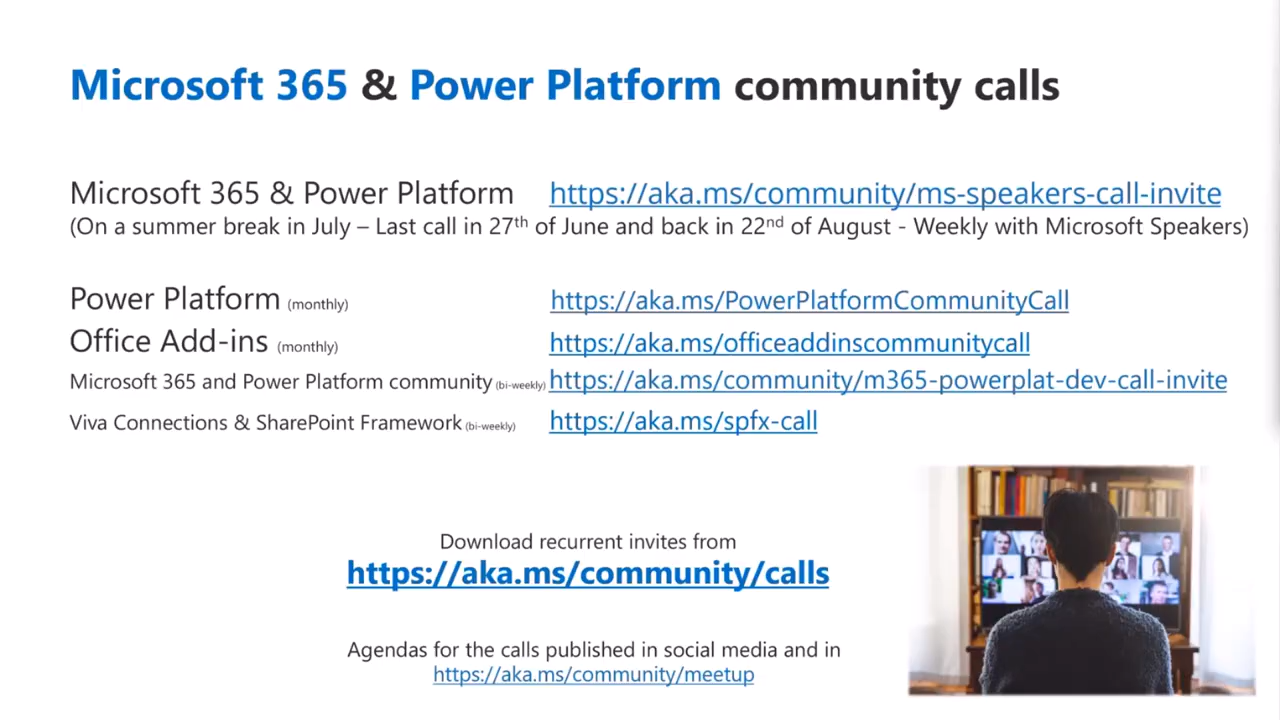 Microsoft 365 & Power Platform community calls
Microsoft 365 & Power Platform https://aka.ms/community/ms-speakers-call-invite
(On a summer break in July – Last call in 27th of June and back in 22nd of August - Weekly with Microsoft Speakers)
Power Platform (monthly) https://aka.ms/PowerPlatformCommunityCall
Office Add-ins (monthly) https://aka.ms/officeaddinscommunitycall
Microsoft 365 and Power Platform community (bi-weekly) https://aka.ms/community/m365-powerplat-dev-call-invite
Viva Connections & SharePoint Framework (bi-weekly) https://aka.ms/spfx-call
Download recurrent invites from
https://aka.ms/community/calls
Agendas for the calls published in social media and in
https://aka.ms/community/meetup